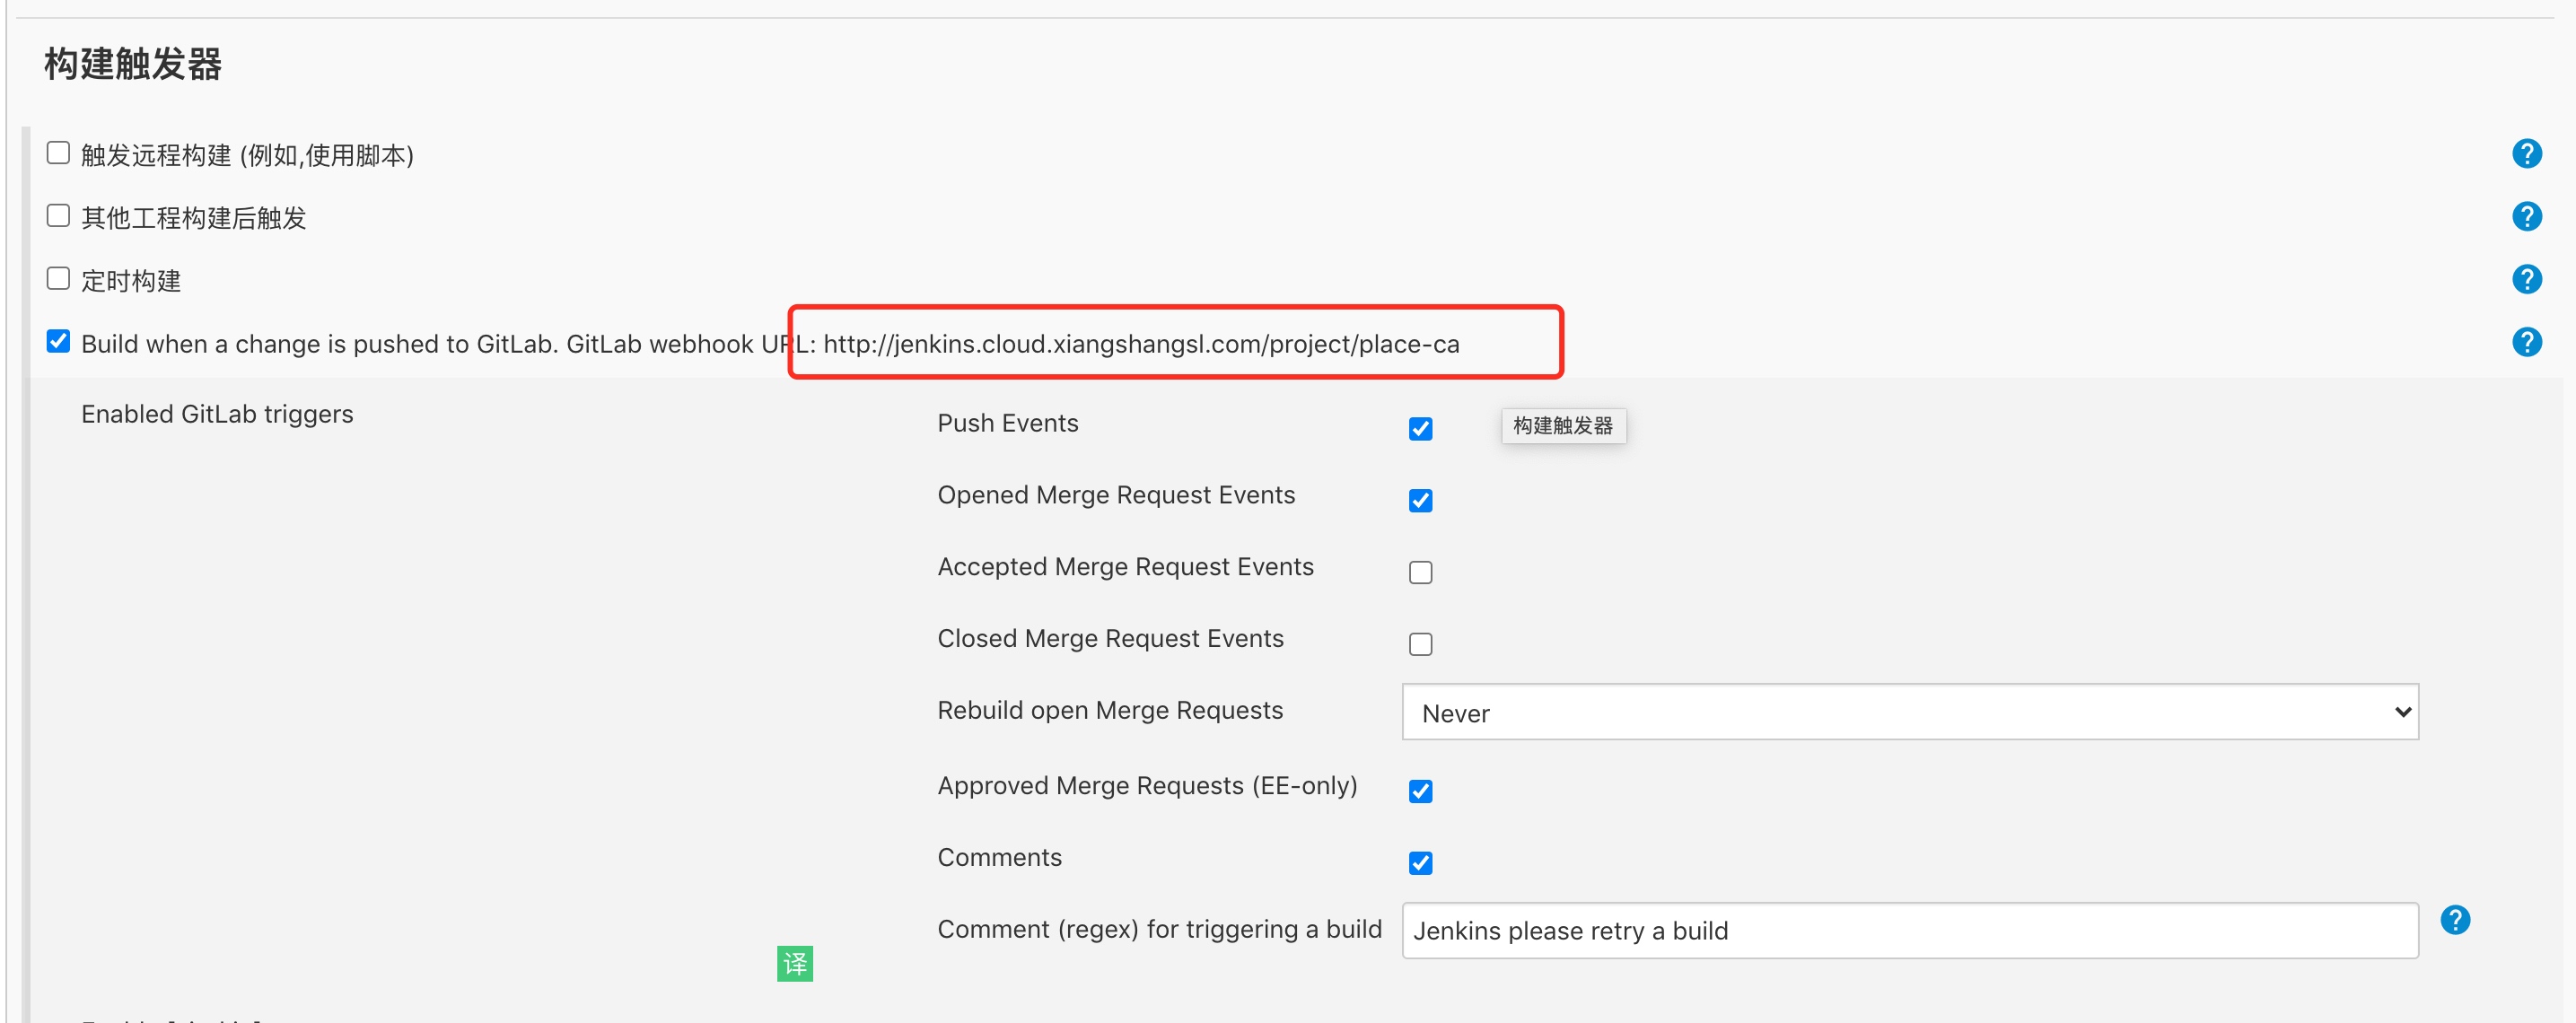 构建触发器
触发远程构建 (例如,使用脚本)
其他工程构建后触发
定时构建
Build when a change is pushed to GitLab. GitLab webhook URL: http://jenkins.cloud.xiangshangsl.com/project/place-ca
Enabled GitLab triggers
Push Events
构建触发器
Opened Merge Request Events
Accepted Merge Request Events
Closed Merge Request Events
Rebuild open Merge Requests
Never
Approved Merge Requests (EE-only)
Comments
Comment (regex) for triggering a build
Jenkins please retry a build
译